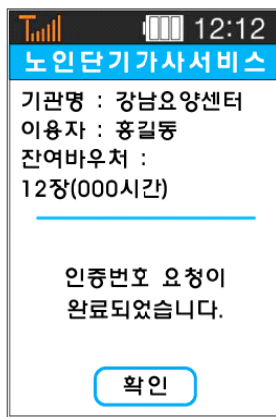 12:12
노인단기가사서비스
기관명 : 강남요양센터
이용자 : 홍길동
잔여바우처 :
12장(000시간)
인증번호 요청이
완료되었습니다.
확인